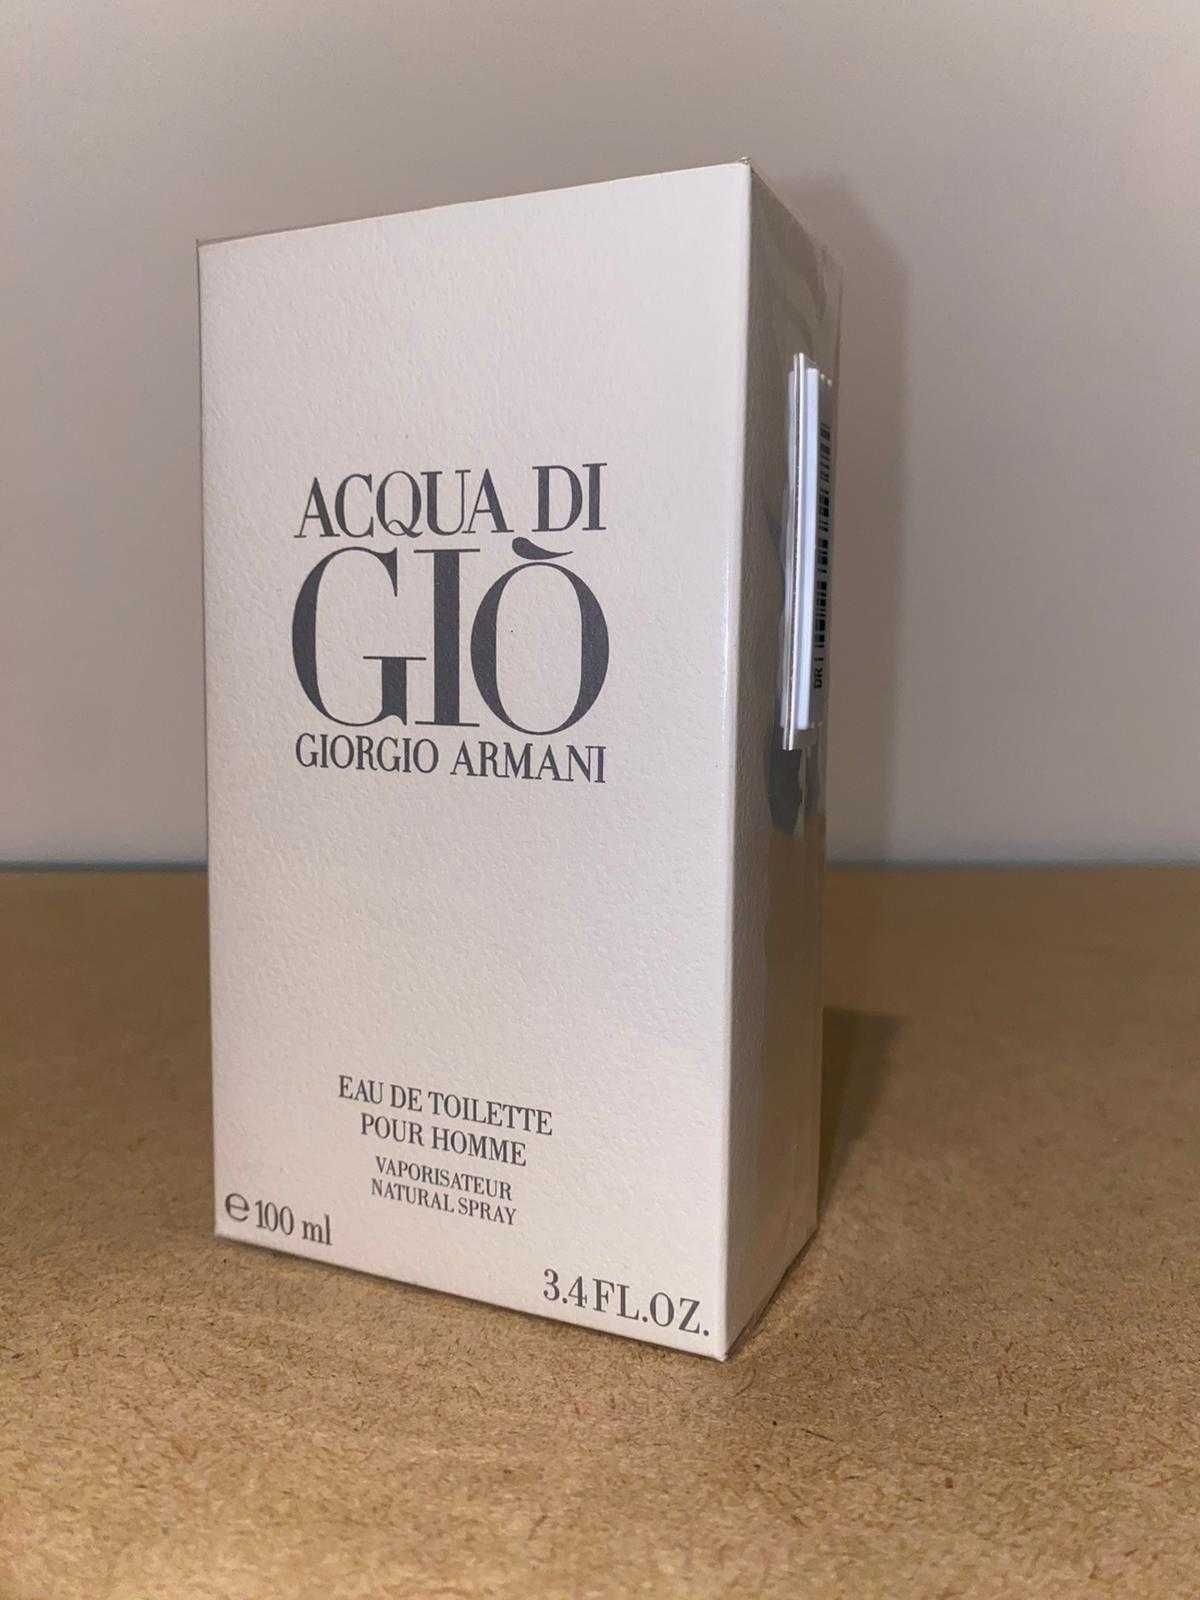 ACQUA DI
GIÒ
GIORGIO ARMANI
EAU DE TOILETTE
POUR HOMME
VAPORISATEUR
NATURAL SPRAY
℮100 ml
3.4 FL.OZ.